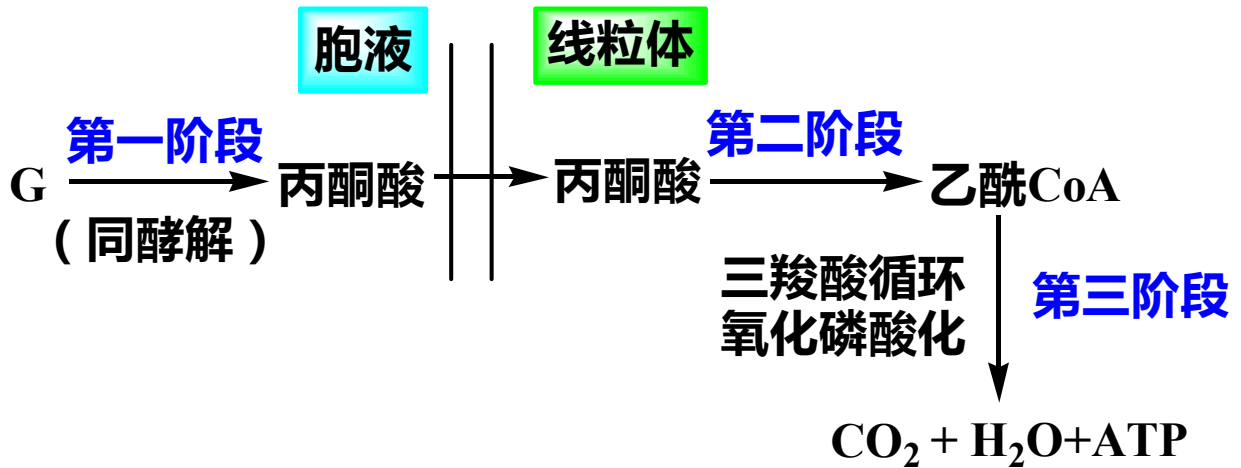 胞液
线粒体
第一阶段
第二阶段
G
丙酮酸
丙酮酸
乙酰CoA
（同酵解）
三羧酸循环
氧化磷酸化
第三阶段
CO₂ + H₂O+ATP